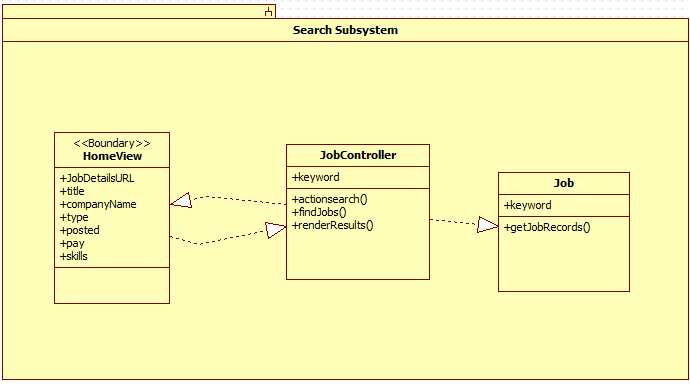 Search Subsystem
<<Boundary>>
HomeView
+JobDetailsURL
+title
+companyName
+type
+posted
+pay
+skills
JobController
+keyword
+actionsearch()
+findJobs()
+renderResults()
Job
+keyword
+getJobRecords()